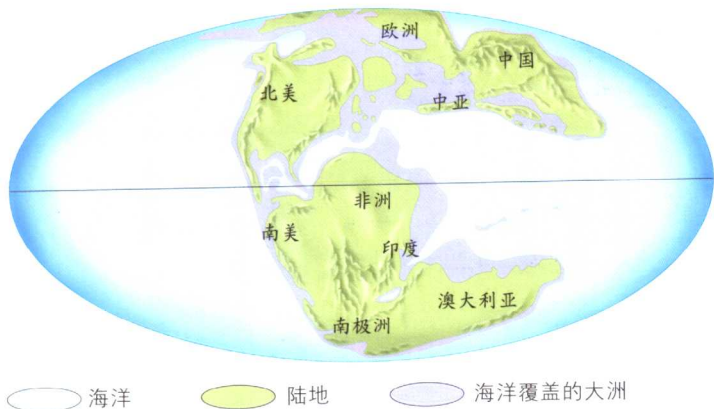 欧洲
中国
北美
中亚
非洲
南美
印度
澳大利亚
南极洲
海洋
陆地
海洋覆盖的大洲